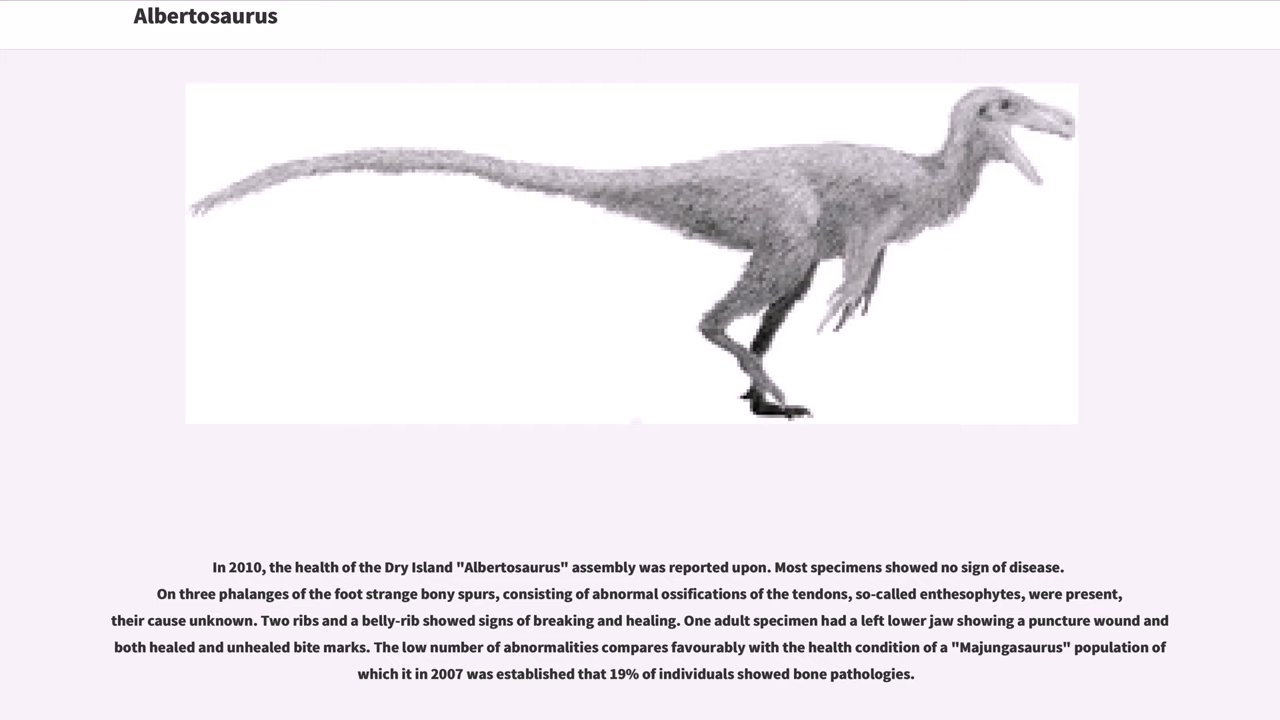 Albertosaurus
In 2010, the health of the Dry Island "Albertosaurus" assembly was reported upon. Most specimens showed no sign of disease.
On three phalanges of the foot strange bony spurs, consisting of abnormal ossifications of the tendons, so-called enthesophytes, were present,
their cause unknown. Two ribs and a belly-rib showed signs of breaking and healing. One adult specimen had a left lower jaw showing a puncture wound and
both healed and unhealed bite marks. The low number of abnormalities compares favourably with the health condition of a "Majungasaurus" population of
which it in 2007 was established that 19% of individuals showed bone pathologies.